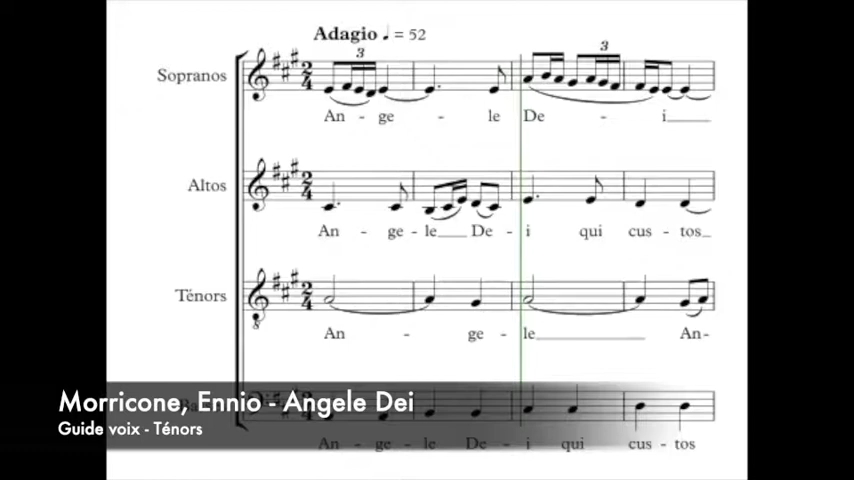 Adagio ♩ = 52
3
3
Sopranos
An - ge - le De - i
Altos
An - ge - le De - i qui cus - tos
Ténors
8
An - ge - le An-
Morricone, Ennio - Angele Dei
Guide voix - Ténors
An - ge - le De - i qui cus - tos